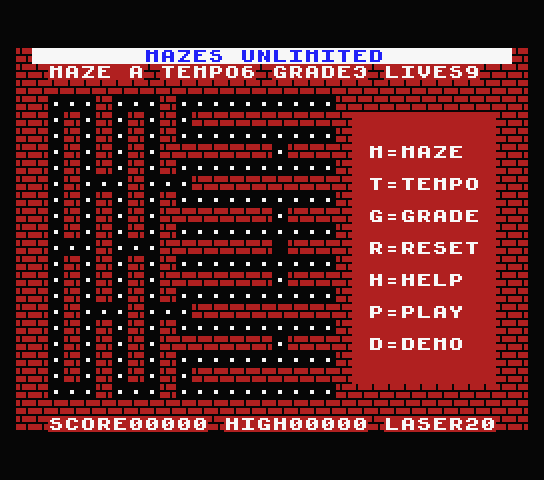 MAZES UNLIMITED
MAZE A TEMPO6 GRADE3 LIVES9
M=MAZE
T=TEMPO
G=GRADE
R=RESET
H=HELP
P=PLAY
D=DEMO
SCORE00000 HIGH00000 LASER20